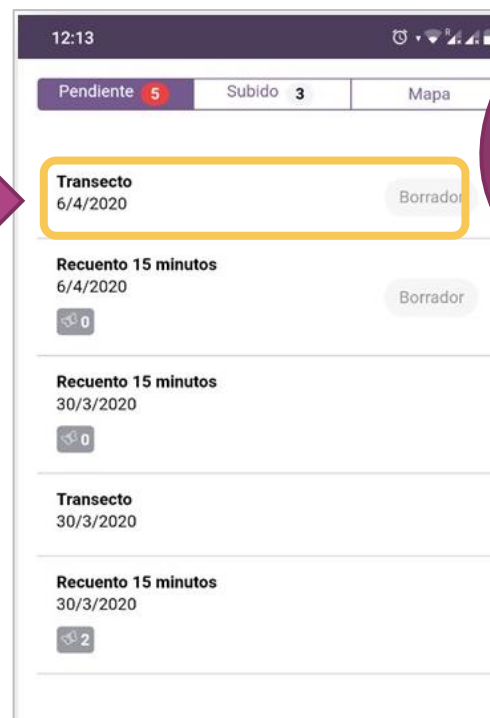 12:13
Pendiente 5 Subido 3 Mapa
Transecto
6/4/2020
Borrador
Recuento 15 minutos
6/4/2020
Borrador
0
Recuento 15 minutos
30/3/2020
0
Transecto
30/3/2020
Recuento 15 minutos
30/3/2020
2